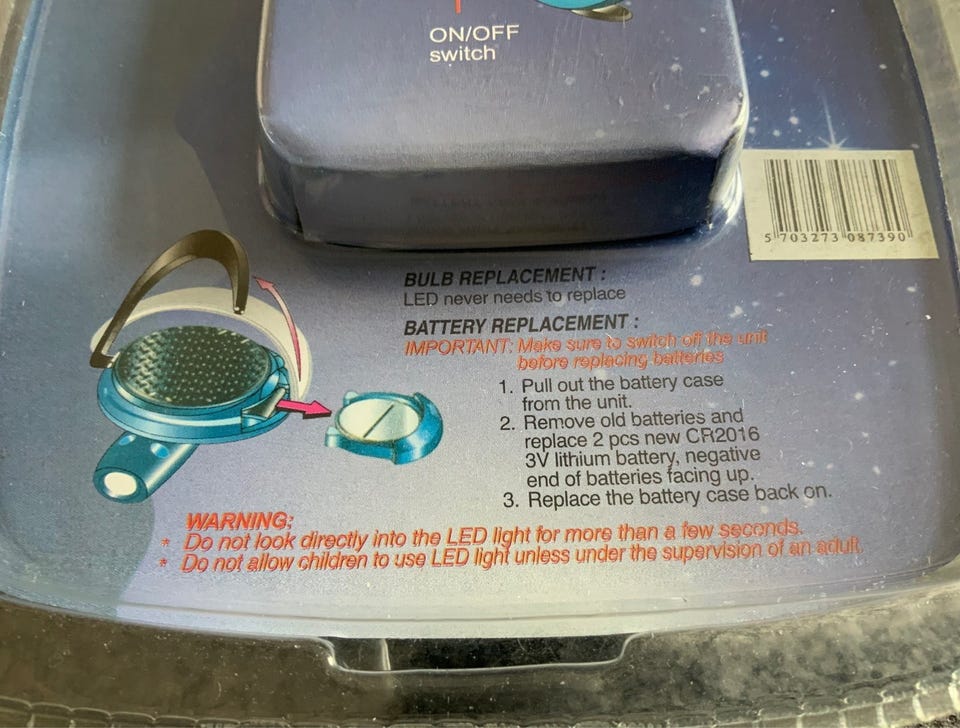 ON/OFF
switch
5 703273 087390
BULB REPLACEMENT :
LED never needs to replace
BATTERY REPLACEMENT :
IMPORTANT: Make sure to switch off the unit
before replacing batteries
1. Pull out the battery case
from the unit.
2. Remove old batteries and
replace 2 pcs new CR2016
3V lithium battery, negative
end of batteries facing up.
3. Replace the battery case back on.
WARNING:
* Do not look directly into the LED light for more than a few seconds.
* Do not allow children to use LED light unless under the supervision of an adult.